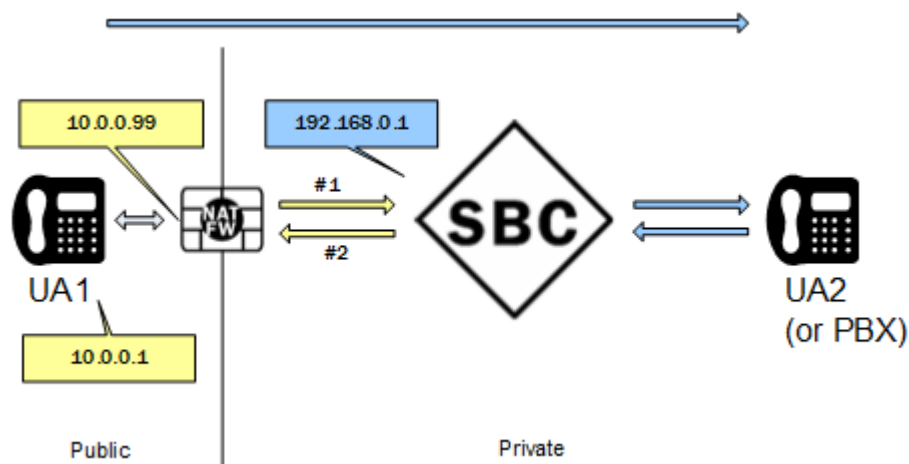 10.0.0.99
192.168.0.1
#1
NAT
FW
SBC
#2
UA1
UA2
(or PBX)
10.0.0.1
Public
Private